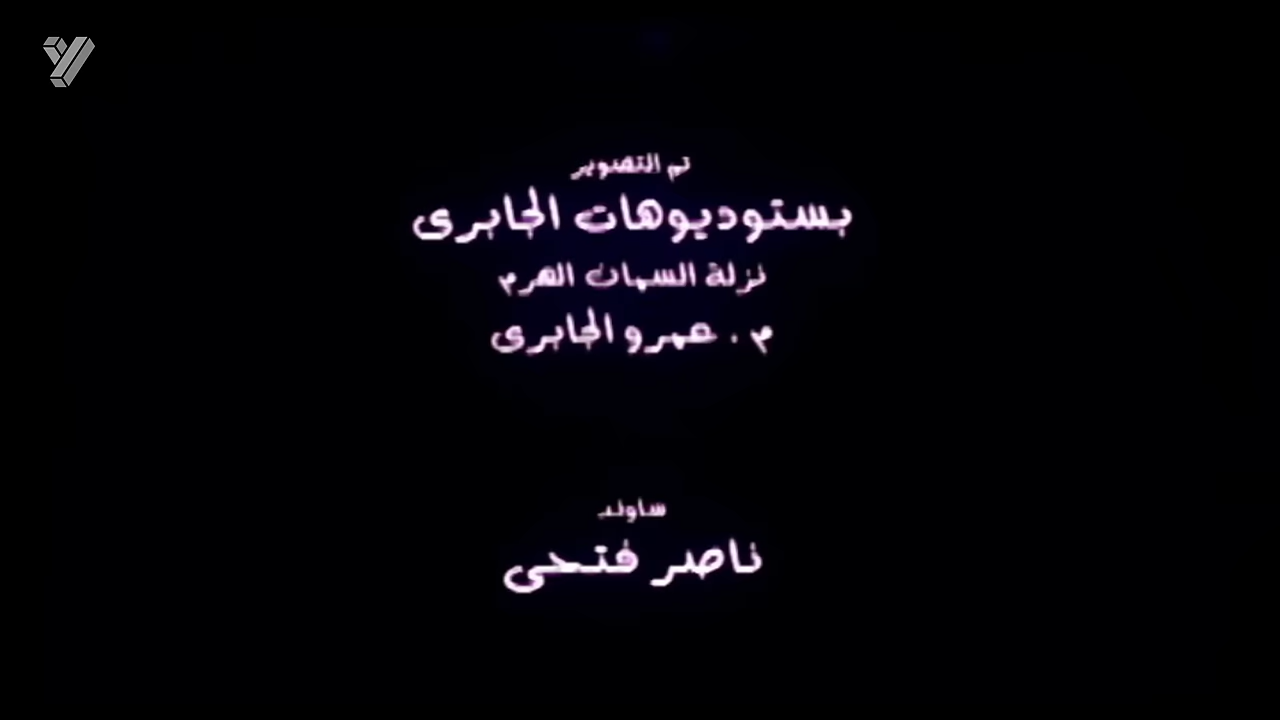 تم التصوير
بستوديوهات الجابرى
نزلة السمان الهرم
م . عمرو الجابرى
ساوند
ناصر فتحى